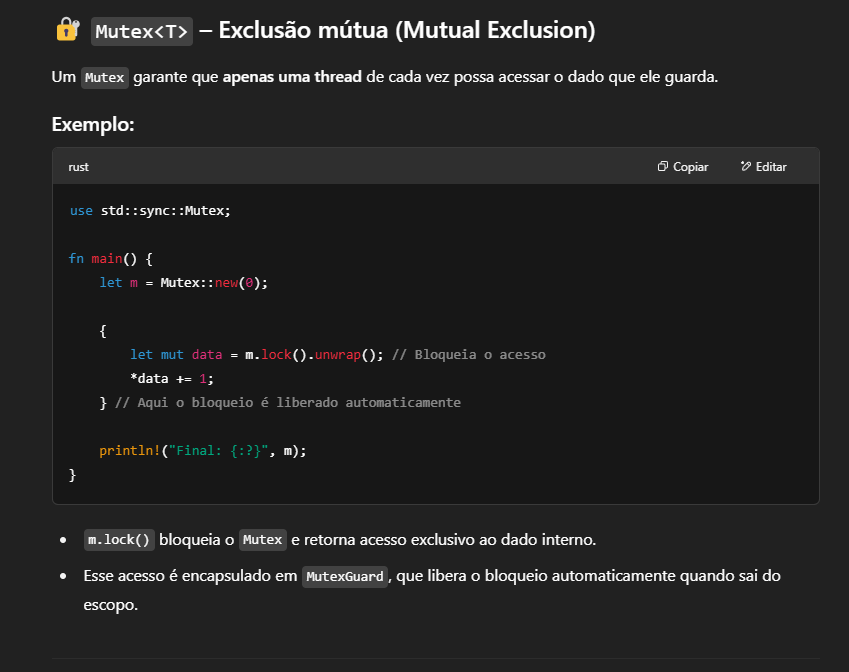 🔒 Mutex<T> – Exclusão mútua (Mutual Exclusion)
Um Mutex garante que apenas uma thread de cada vez possa acessar o dado que ele guarda.
Exemplo:
rust Copiar Editar
use std::sync::Mutex;
fn main() {
    let m = Mutex::new(0);
    {
        let mut data = m.lock().unwrap(); // Bloqueia o acesso
        *data += 1;
    } // Aqui o bloqueio é liberado automaticamente
    println!("Final: {:?}", m);
}
• m.lock() bloqueia o Mutex e retorna acesso exclusivo ao dado interno.
• Esse acesso é encapsulado em MutexGuard, que libera o bloqueio automaticamente quando sai do
escopo.